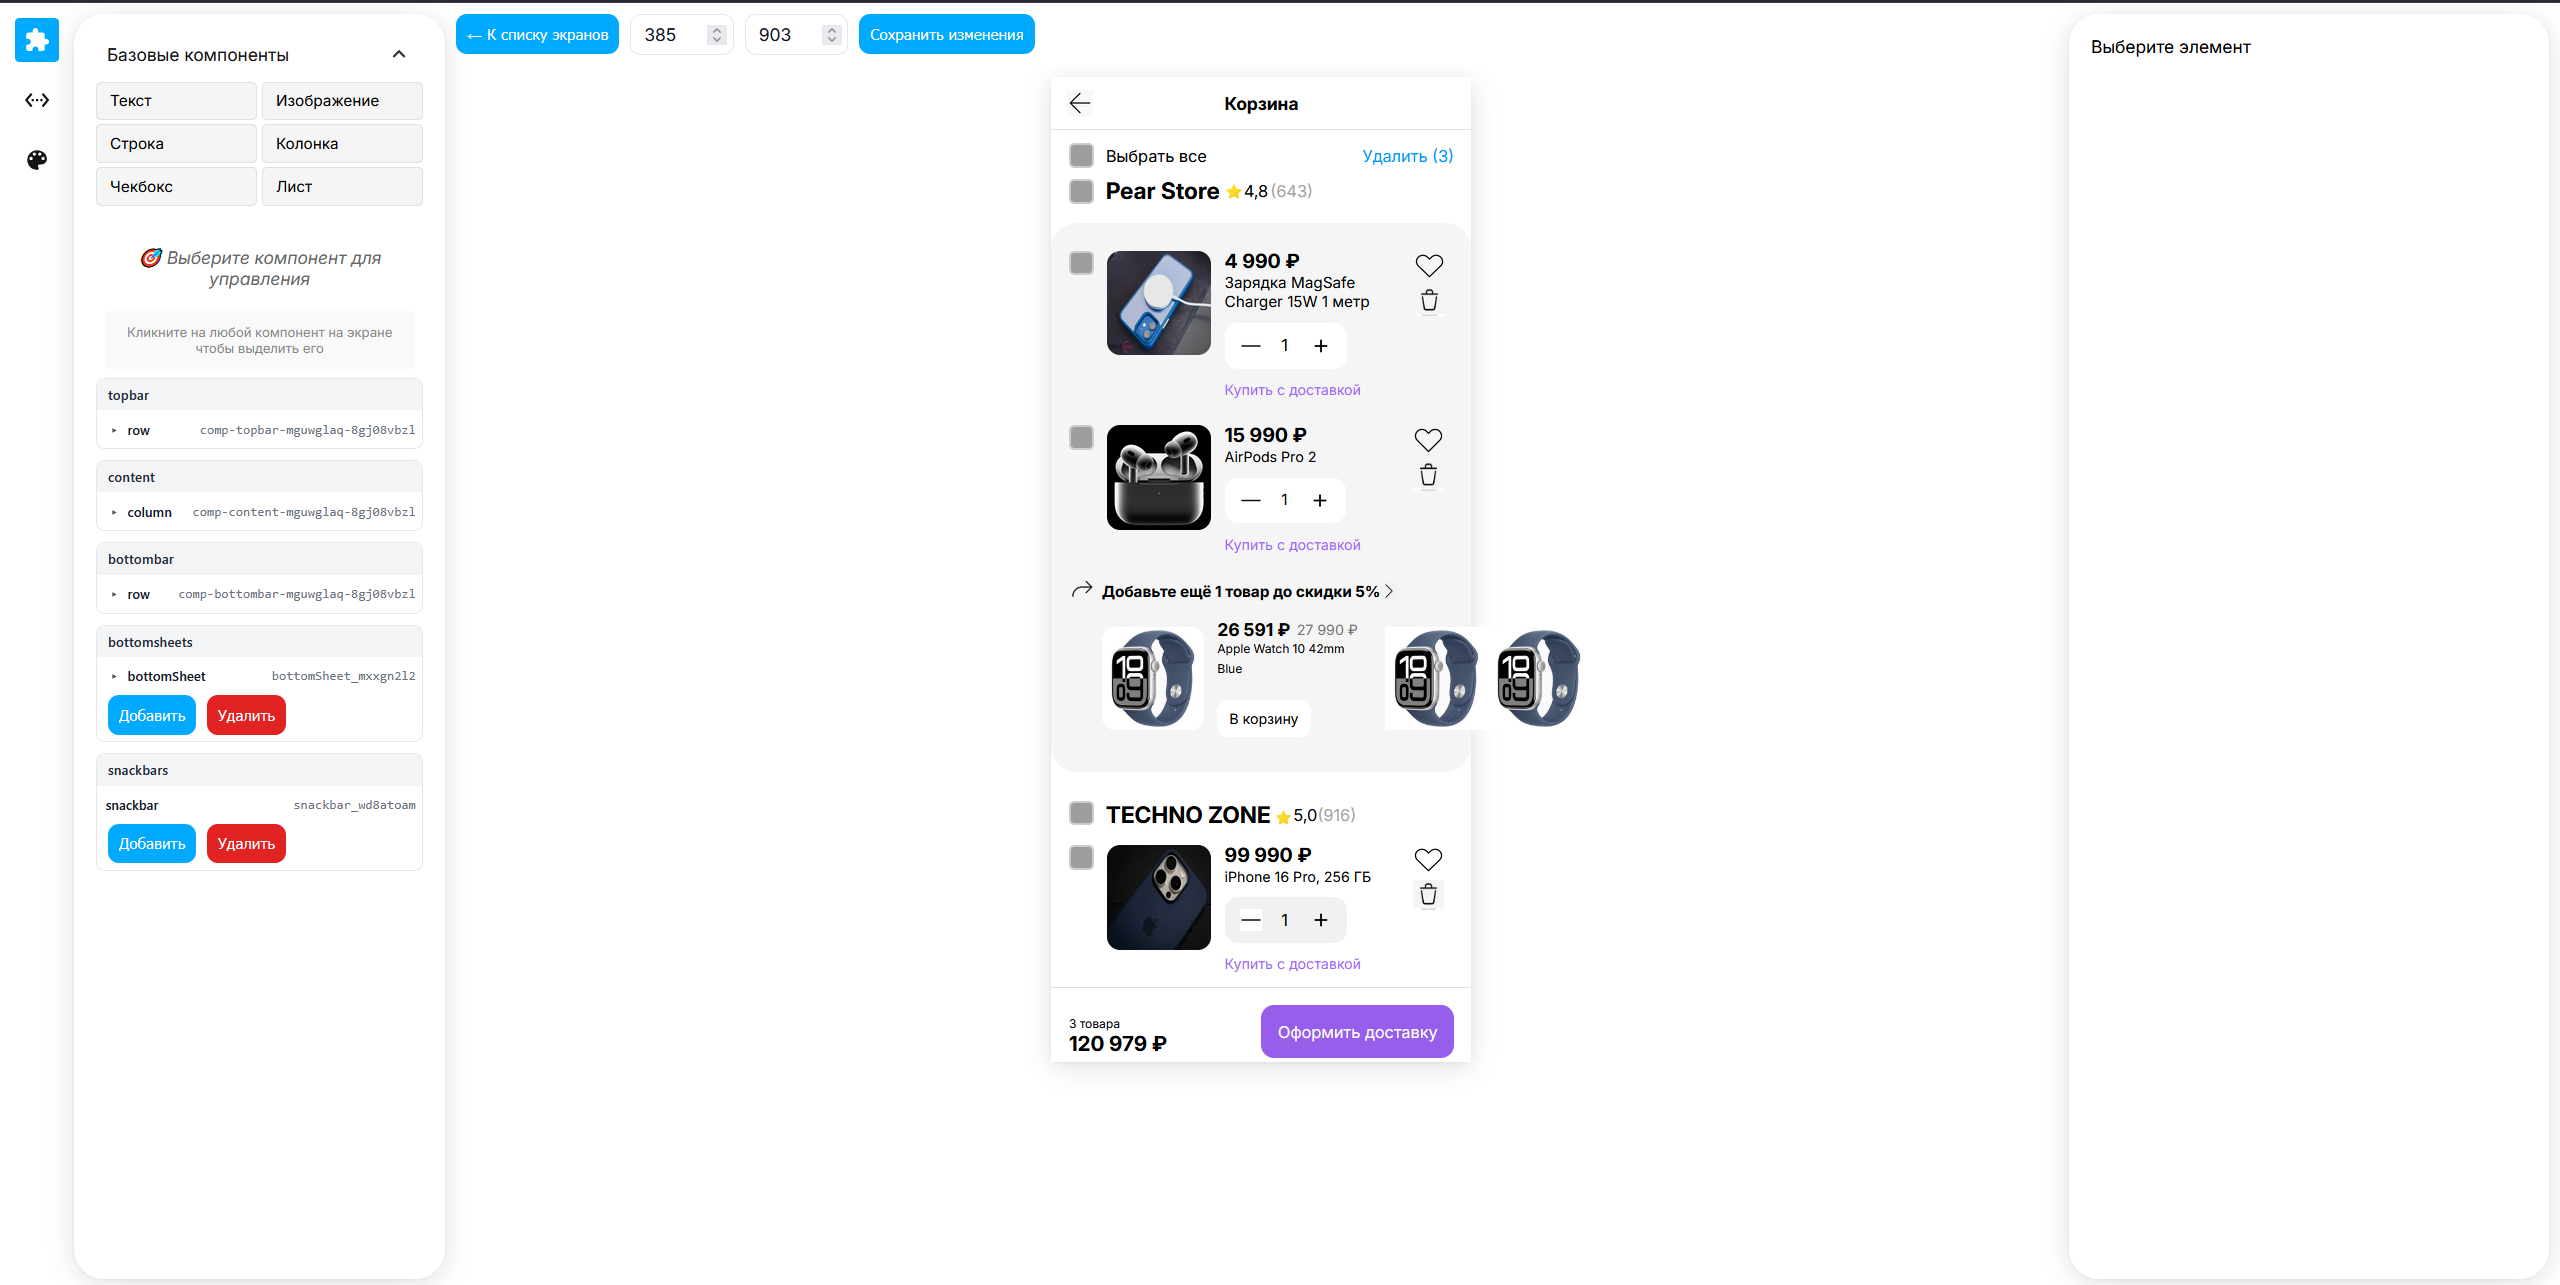 Базовые компоненты
Текст
Изображение
Строка
Колонка
Чекбокс
Лист
🎯 Выберите компонент для
управления
Кликните на любой компонент на экране
чтобы выделить его
topbar
row comp-topbar-mguwglaq-8gj08vbzl
content
column comp-content-mguwglaq-8gj08vbzl
bottombar
row comp-bottombar-mguwglaq-8gj08vbzl
bottomsheets
bottomSheet bottomSheet_mxxgn2l2
Добавить Удалить
snackbars
snackbar snackbar_wd8atoam
Добавить Удалить
← К списку экранов
385
903
Сохранить изменения
Корзина
Выбрать все Удалить (3)
Pear Store ⭐ 4,8 (643)
4 990 ₽
Зарядка MagSafe
Charger 15W 1 метр
1
Купить с доставкой
15 990 ₽
AirPods Pro 2
1
Купить с доставкой
Добавьте ещё 1 товар до скидки 5%
26 591 ₽ 27 990 ₽
Apple Watch 10 42mm
Blue
В корзину
TECHNO ZONE ⭐ 5,0 (916)
99 990 ₽
iPhone 16 Pro, 256 ГБ
1
Купить с доставкой
3 товара
120 979 ₽
Оформить доставку
Выберите элемент